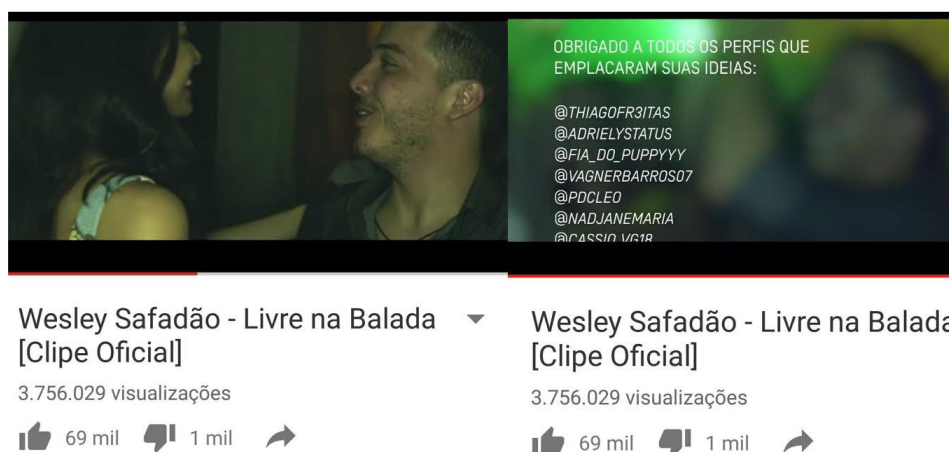 OBRIGADO A TODOS OS PERFIS QUE
EMPLACARAM SUAS IDEIAS:
@THIAGOFR3ITAS
@ADRIELYSTATUS
@FIA_DO_PUPPYYY
@VAGNERBARROS07
@PDCLEO
@NADJANEMARIA
@CASSIO_VG18
Wesley Safadão - Livre na Balada
[Clipe Oficial]
3.756.029 visualizações
69 mil 1 mil
Wesley Safadão - Livre na Balada
[Clipe Oficial]
3.756.029 visualizações
69 mil 1 mil